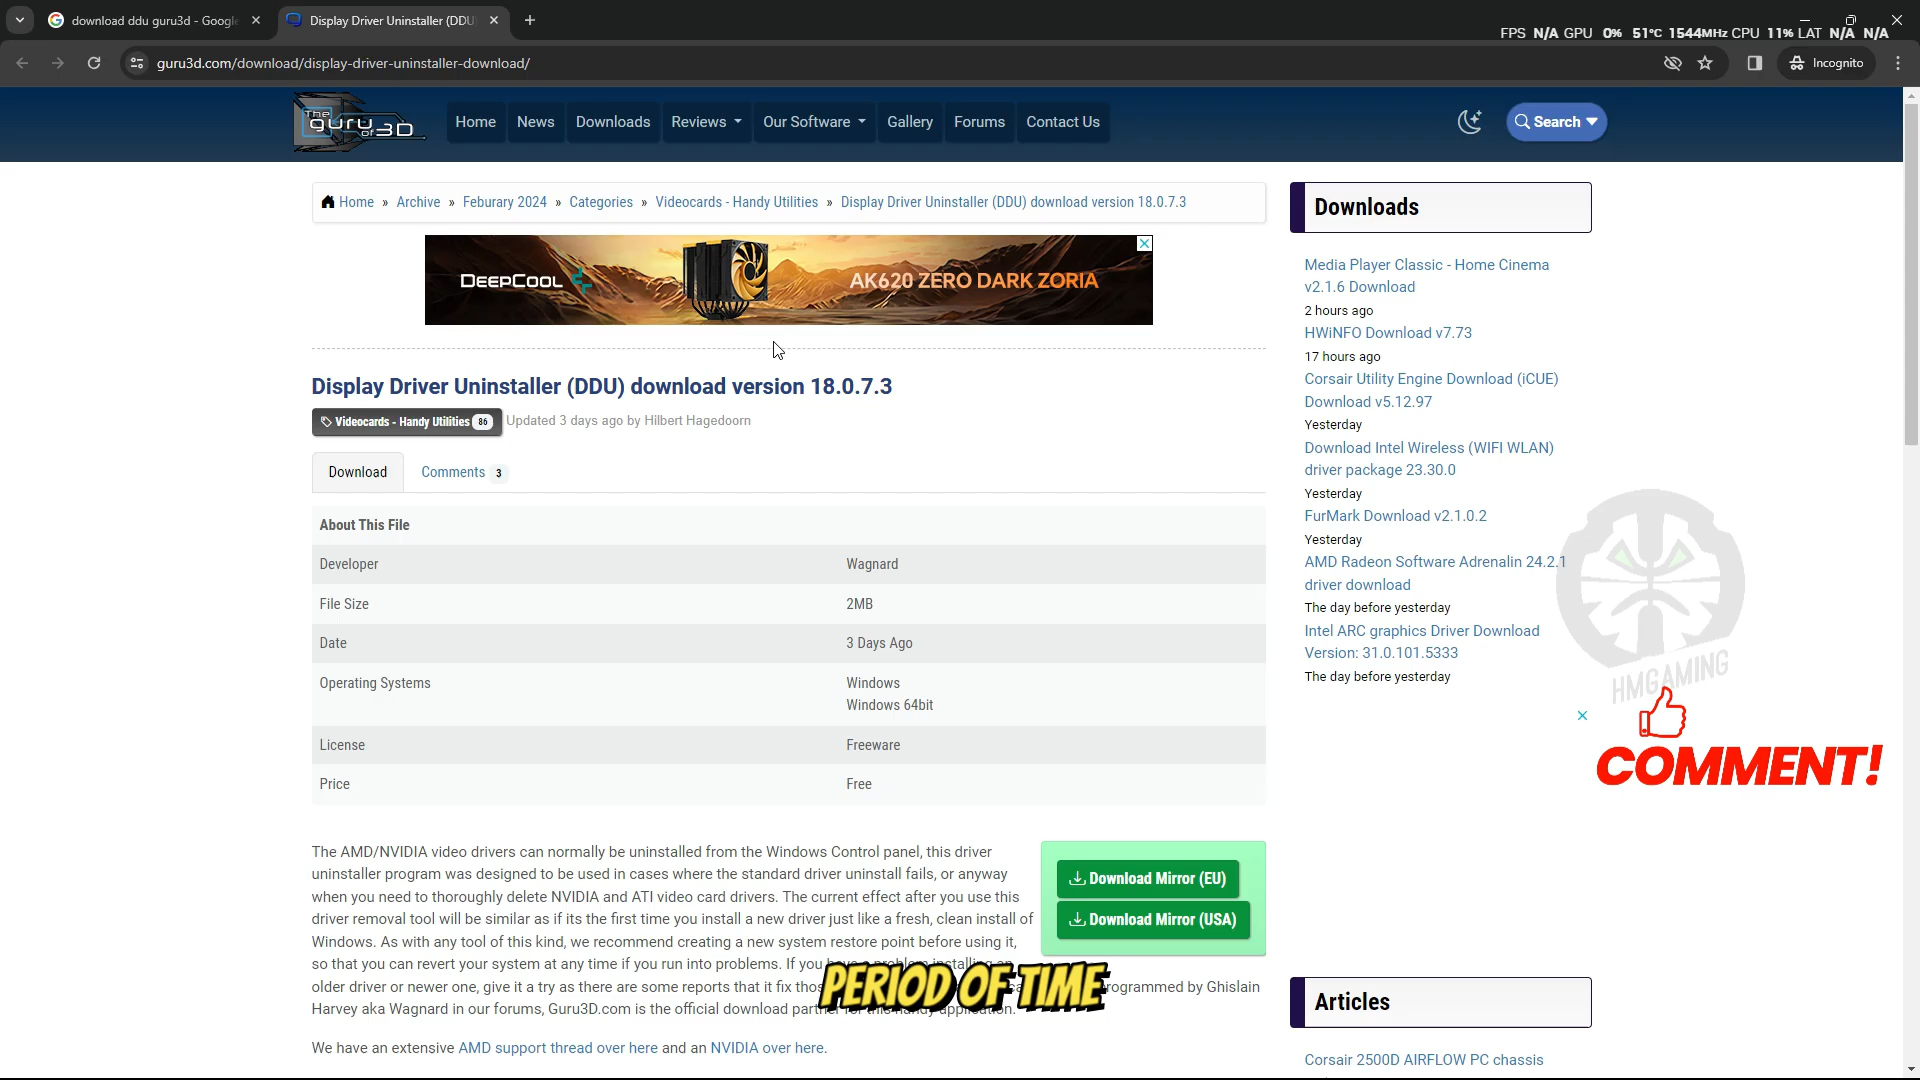 download ddu guru3d - Google
Display Driver Uninstaller (DDU
FPS N/A GPU 0% 51°C 1544MHz CPU 11% LAT N/A N/A
guru3d.com/download/display-driver-uninstaller-download/
Incognito
The guru of 3D
Home
News
Downloads
Reviews
Our Software
Gallery
Forums
Contact Us
Search
Home » Archive » Feburary 2024 » Categories » Videocards - Handy Utilities » Display Driver Uninstaller (DDU) download version 18.0.7.3
DEEPCOOL
AK620 ZERO DARK ZORIA
Display Driver Uninstaller (DDU) download version 18.0.7.3
Videocards - Handy Utilities 86 Updated 3 days ago by Hilbert Hagedoorn
Download
Comments 3
About This File
Developer Wagnard
File Size 2MB
Date 3 Days Ago
Operating Systems Windows
Windows 64bit
License Freeware
Price Free
The AMD/NVIDIA video drivers can normally be uninstalled from the Windows Control panel, this driver
uninstaller program was designed to be used in cases where the standard driver uninstall fails, or anyway
when you need to thoroughly delete NVIDIA and ATI video card drivers. The current effect after you use this
driver removal tool will be similar as if its the first time you install a new driver just like a fresh, clean install of
Windows. As with any tool of this kind, we recommend creating a new system restore point before using it,
so that you can revert your system at any time if you run into problems. If you have a problem installing an
older driver or newer one, give it a try as there are some reports that it fix those rogrammed by Ghislain
Harvey aka Wagnard in our forums, Guru3D.com is the official download partner for this handy application.
We have an extensive AMD support thread over here and an NVIDIA over here.
Download Mirror (EU)
Download Mirror (USA)
PERIOD OF TIME
Downloads
Media Player Classic - Home Cinema
v2.1.6 Download
2 hours ago
HWiNFO Download v7.73
17 hours ago
Corsair Utility Engine Download (iCUE)
Download v5.12.97
Yesterday
Download Intel Wireless (WIFI WLAN)
driver package 23.30.0
Yesterday
FurMark Download v2.1.0.2
Yesterday
AMD Radeon Software Adrenalin 24.2.1
driver download
The day before yesterday
Intel ARC graphics Driver Download
Version: 31.0.101.5333
The day before yesterday
HMGAMING
COMMENT!
Articles
Corsair 2500D AIRFLOW PC chassis